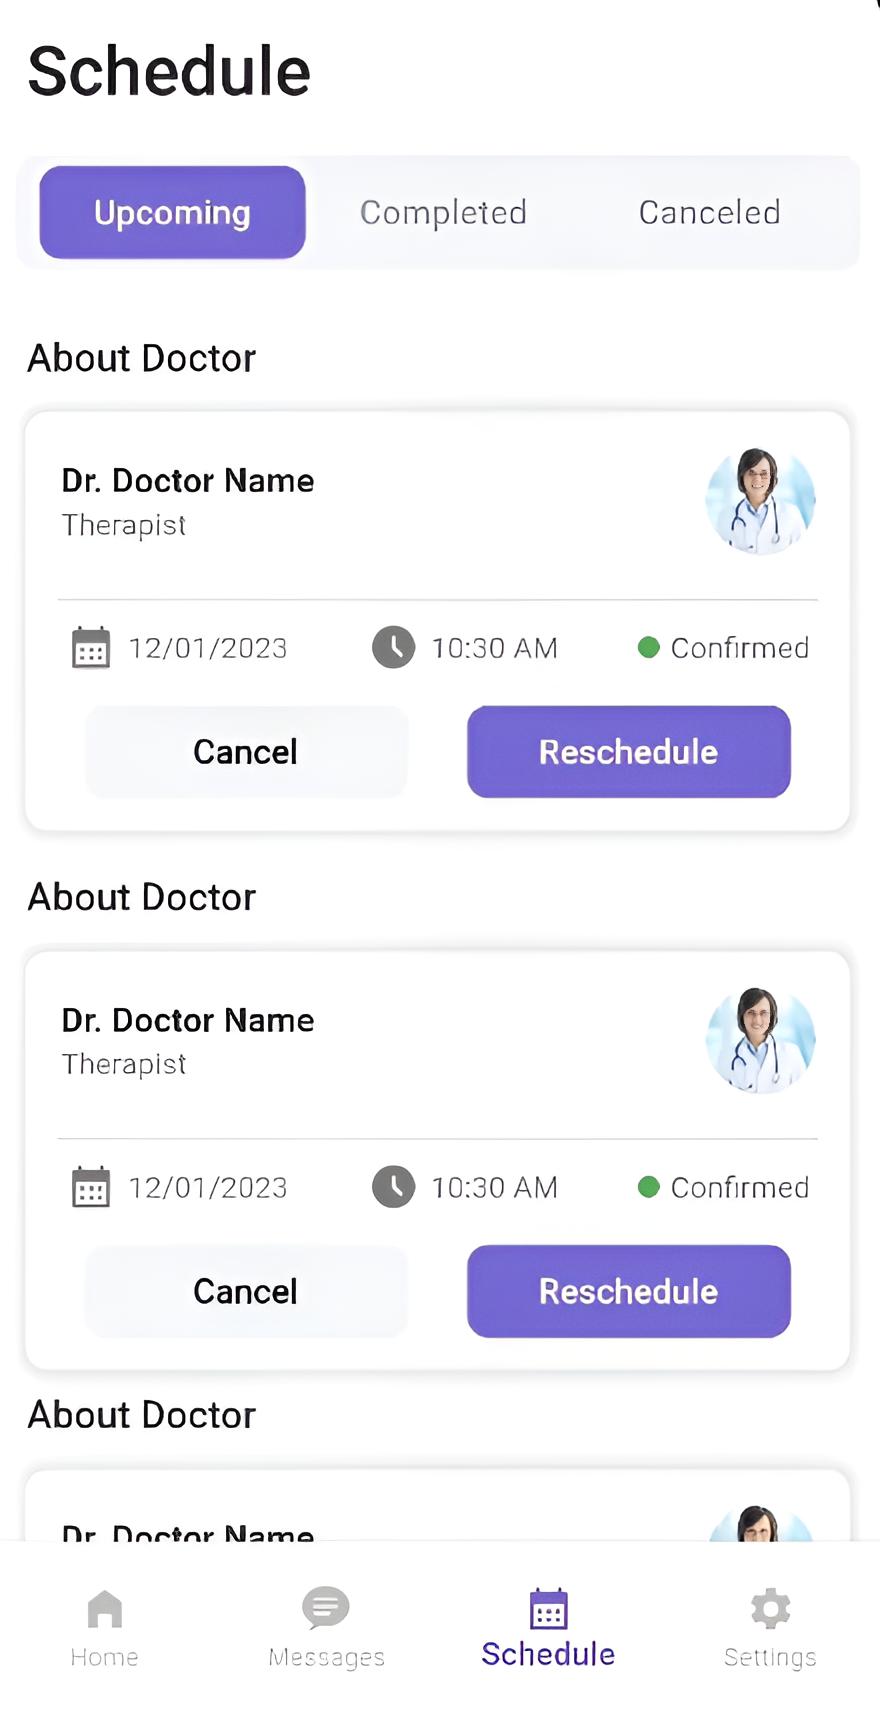 Schedule
Upcoming Completed Canceled
About Doctor
Dr. Doctor Name
Therapist
12/01/2023 10:30 AM Confirmed
Cancel Reschedule
About Doctor
Dr. Doctor Name
Therapist
12/01/2023 10:30 AM Confirmed
Cancel Reschedule
About Doctor
Dr. Doctor Name
Home Messages Schedule Settings